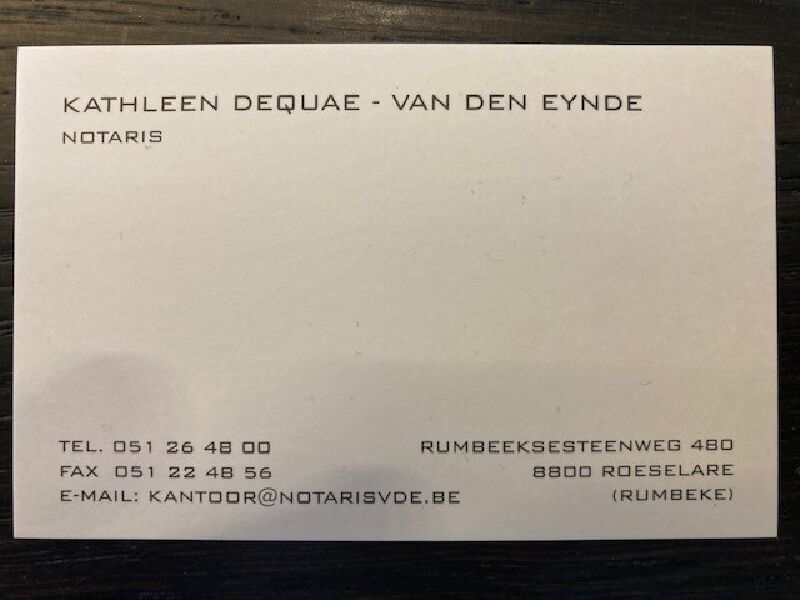 KATHLEEN DEQUAE - VAN DEN EYNDE
NOTARIS
TEL. 051 26 48 00
FAX 051 22 48 56
E-MAIL: KANTOOR@NOTARISVDE.BE
RUMBEEKSESTEENWEG 480
8800 ROESELARE
(RUMBEKE)